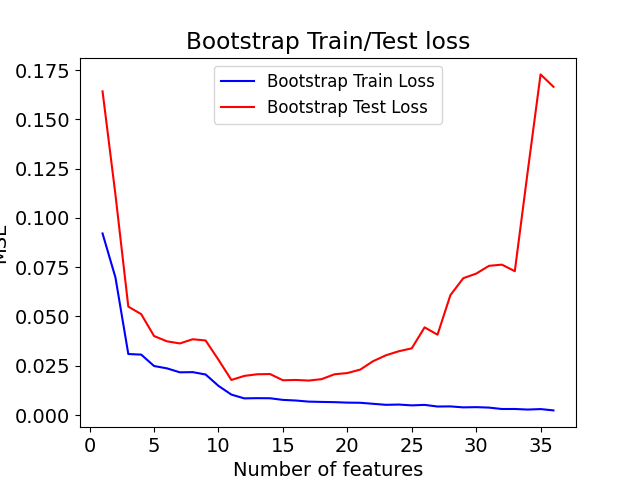 Bootstrap Train/Test loss
Bootstrap Train Loss
Bootstrap Test Loss
0.175
0.150
0.125
0.100
0.075
0.050
0.025
0.000
MSE
0 5 10 15 20 25 30 35
Number of features